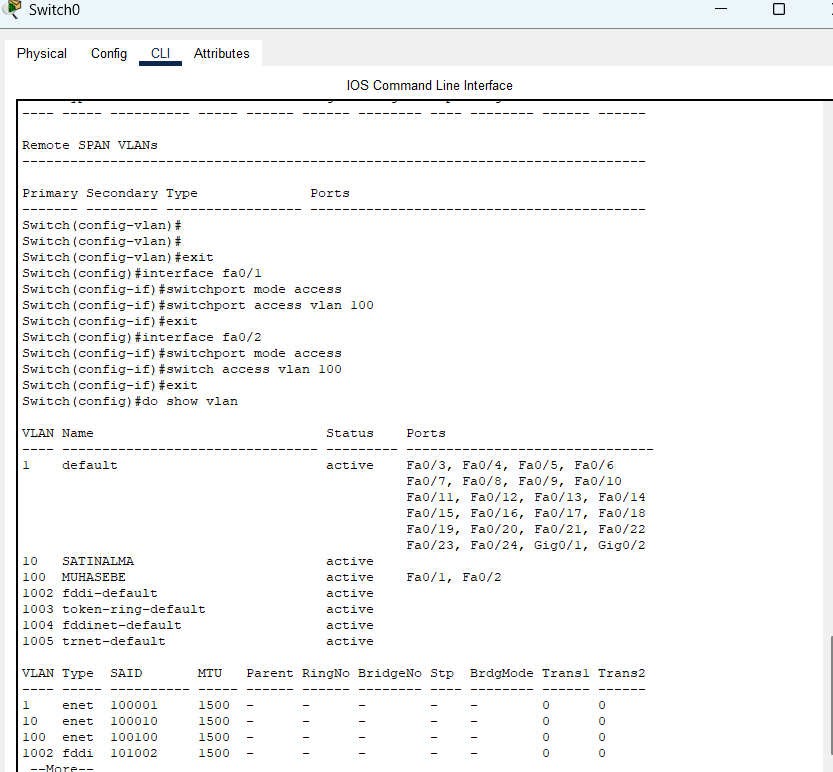 Switch0
Physical Config CLI Attributes
IOS Command Line Interface
---- ----- ---------- ----- ------ ------ -------- ---- -------- ------ ------
Remote SPAN VLANs
------------------------------------------------------------------------------
Primary Secondary Type              Ports
------- --------- ----------------- ------------------------------------------
Switch(config-vlan)#
Switch(config-vlan)#
Switch(config-vlan)#exit
Switch(config)#interface fa0/1
Switch(config-if)#switchport mode access
Switch(config-if)#switchport access vlan 100
Switch(config-if)#exit
Switch(config)#interface fa0/2
Switch(config-if)#switchport mode access
Switch(config-if)#switch access vlan 100
Switch(config-if)#exit
Switch(config)#do show vlan
VLAN Name                             Status    Ports
---- -------------------------------- --------- -------------------------------
1    default                          active    Fa0/3, Fa0/4, Fa0/5, Fa0/6
                                                Fa0/7, Fa0/8, Fa0/9, Fa0/10
                                                Fa0/11, Fa0/12, Fa0/13, Fa0/14
                                                Fa0/15, Fa0/16, Fa0/17, Fa0/18
                                                Fa0/19, Fa0/20, Fa0/21, Fa0/22
                                                Fa0/23, Fa0/24, Gig0/1, Gig0/2
10   SATINALMA                        active
100  MUHASEBE                         active    Fa0/1, Fa0/2
1002 fddi-default                     active
1003 token-ring-default               active
1004 fddinet-default                  active
1005 trnet-default                    active
VLAN Type  SAID       MTU   Parent RingNo BridgeNo Stp  BrdgMode Trans1 Trans2
---- ----- ---------- ----- ------ ------ -------- ---- -------- ------ ------
1    enet  100001     1500  -      -      -        -    -        0      0
10   enet  100010     1500  -      -      -        -    -        0      0
100  enet  100100     1500  -      -      -        -    -        0      0
1002 fddi  101002     1500  -      -      -        -    -        0      0
 --More--